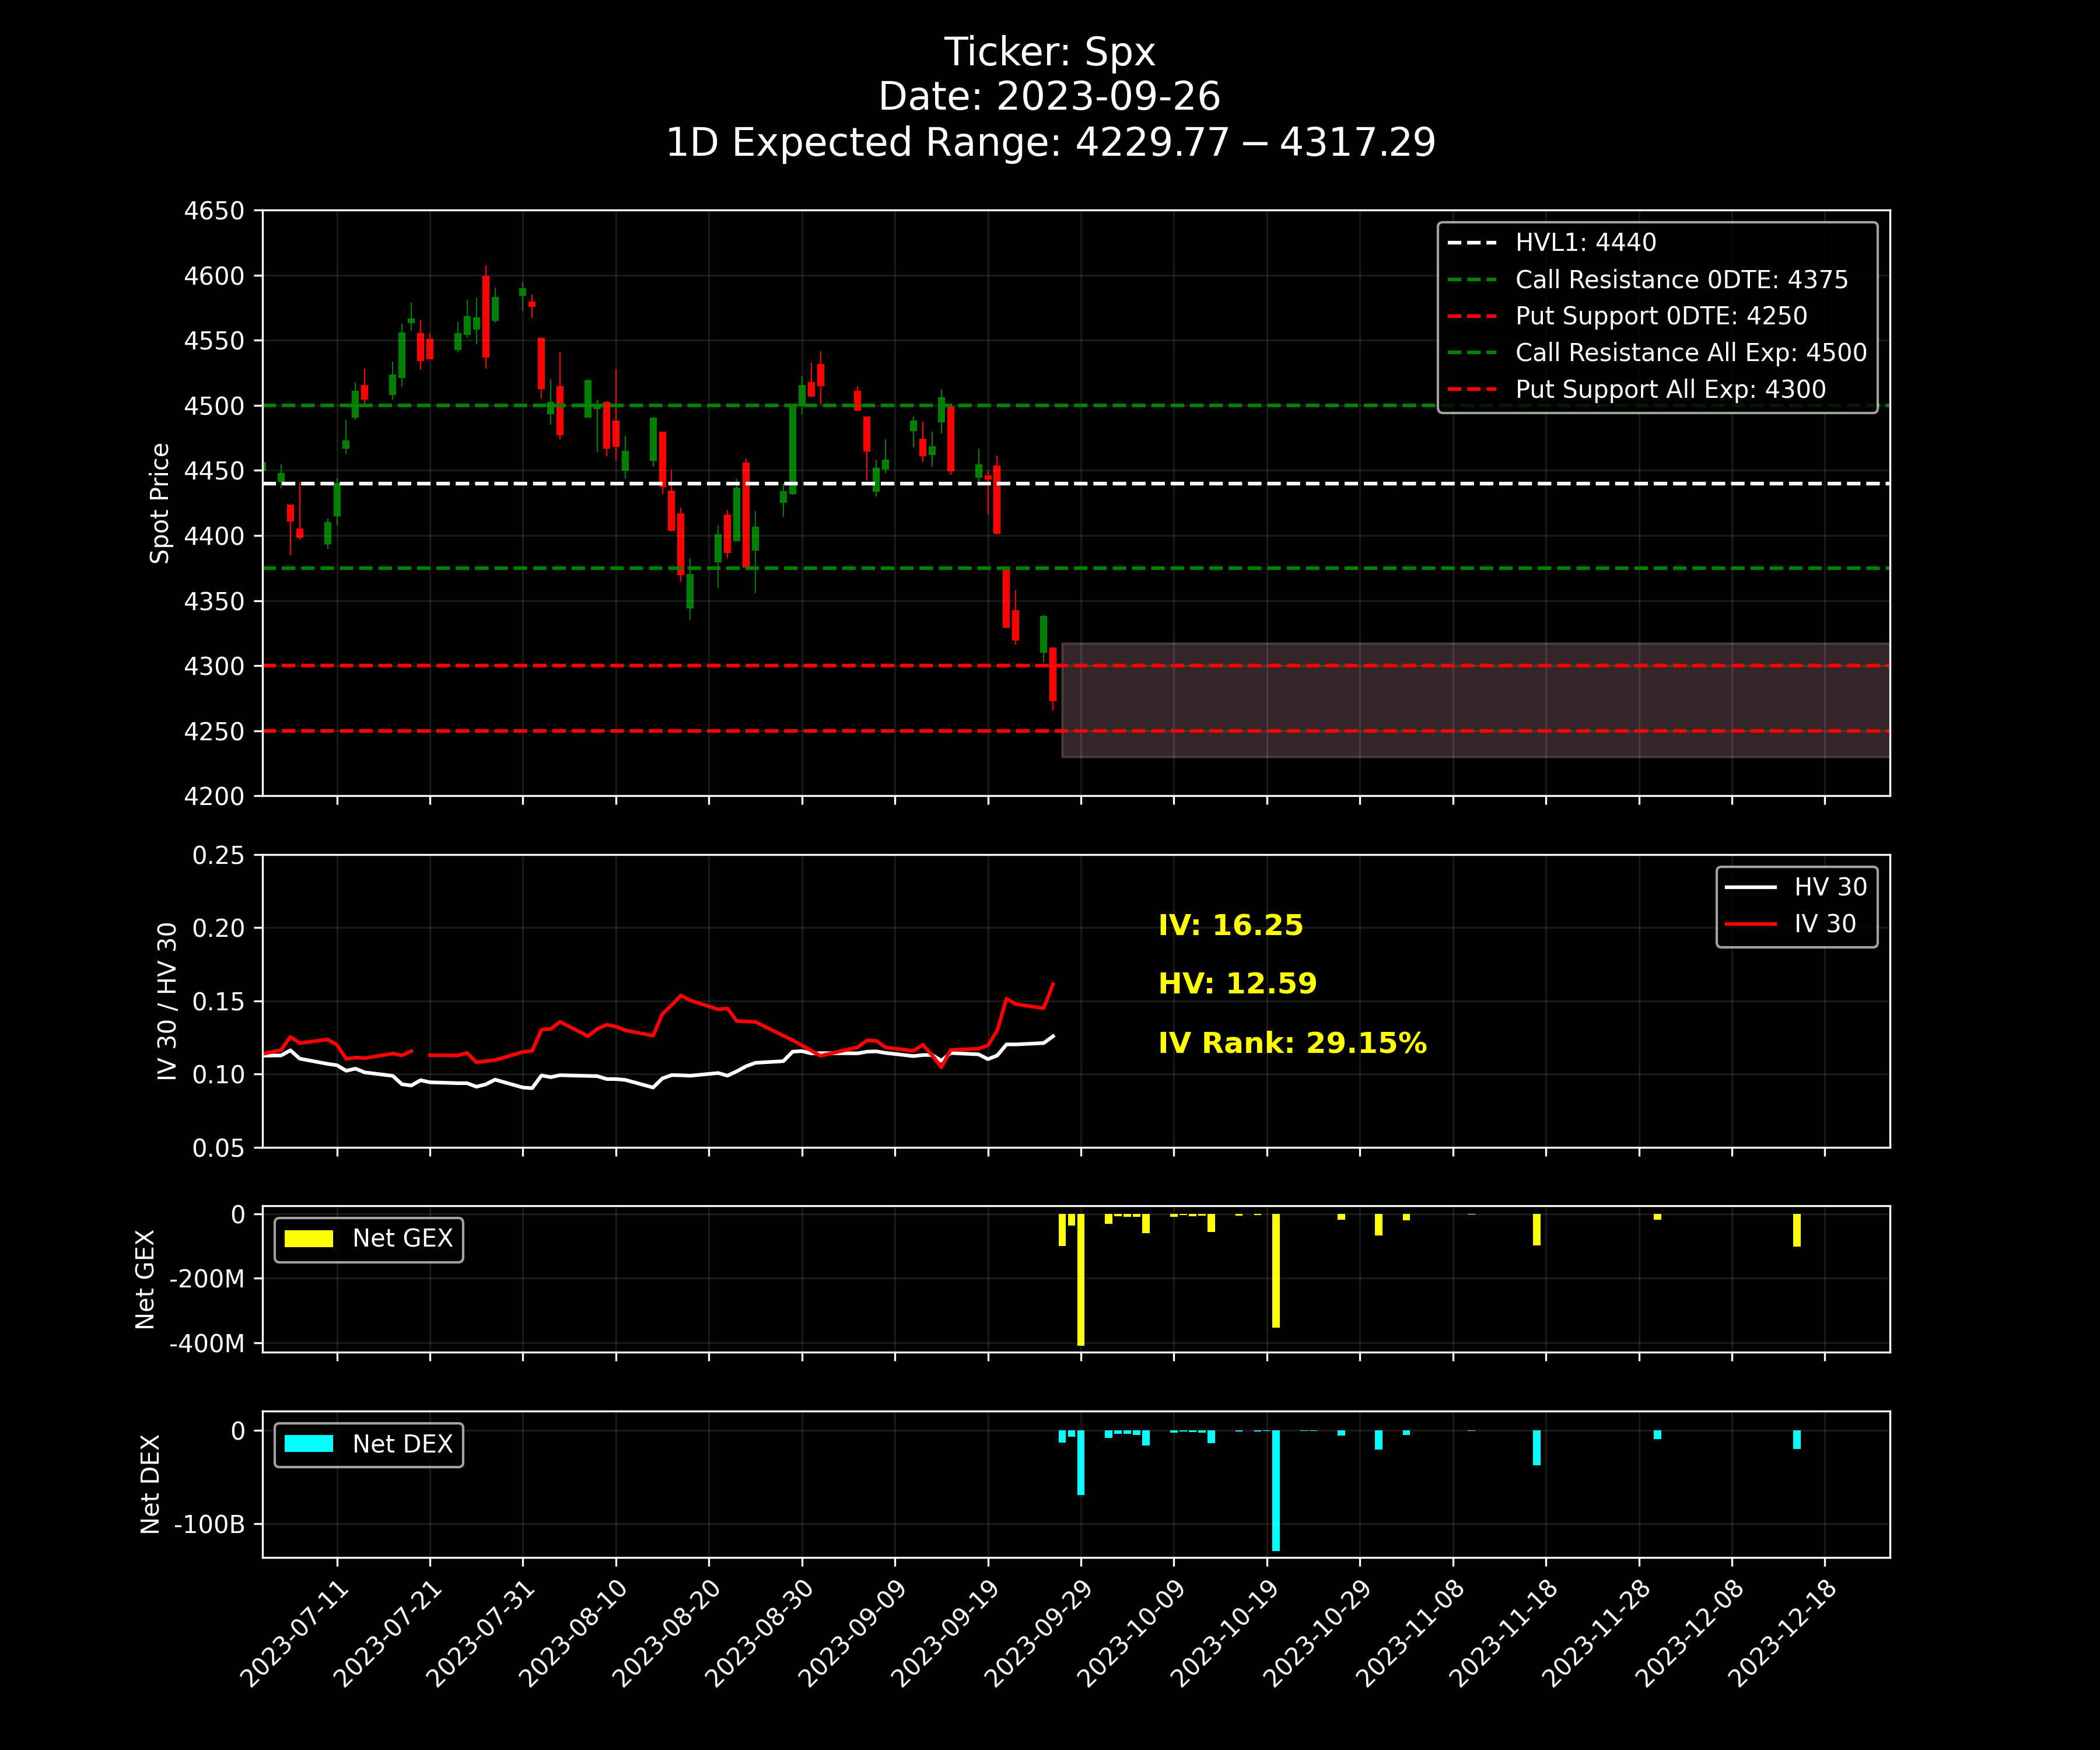 Ticker: Spx
Date: 2023-09-26
1D Expected Range: 4229.77 − 4317.29
4650
4600
4550
4500
4450
4400
4350
4300
4250
4200
Spot Price
HVL1: 4440
Call Resistance 0DTE: 4375
Put Support 0DTE: 4250
Call Resistance All Exp: 4500
Put Support All Exp: 4300
0.25
0.20
0.15
0.10
0.05
IV 30 / HV 30
IV: 16.25
HV: 12.59
IV Rank: 29.15%
HV 30
IV 30
0
-200M
-400M
Net GEX
Net GEX
0
-100B
Net DEX
Net DEX
2023-07-11
2023-07-21
2023-07-31
2023-08-10
2023-08-20
2023-08-30
2023-09-09
2023-09-19
2023-09-29
2023-10-09
2023-10-19
2023-10-29
2023-11-08
2023-11-18
2023-11-28
2023-12-08
2023-12-18